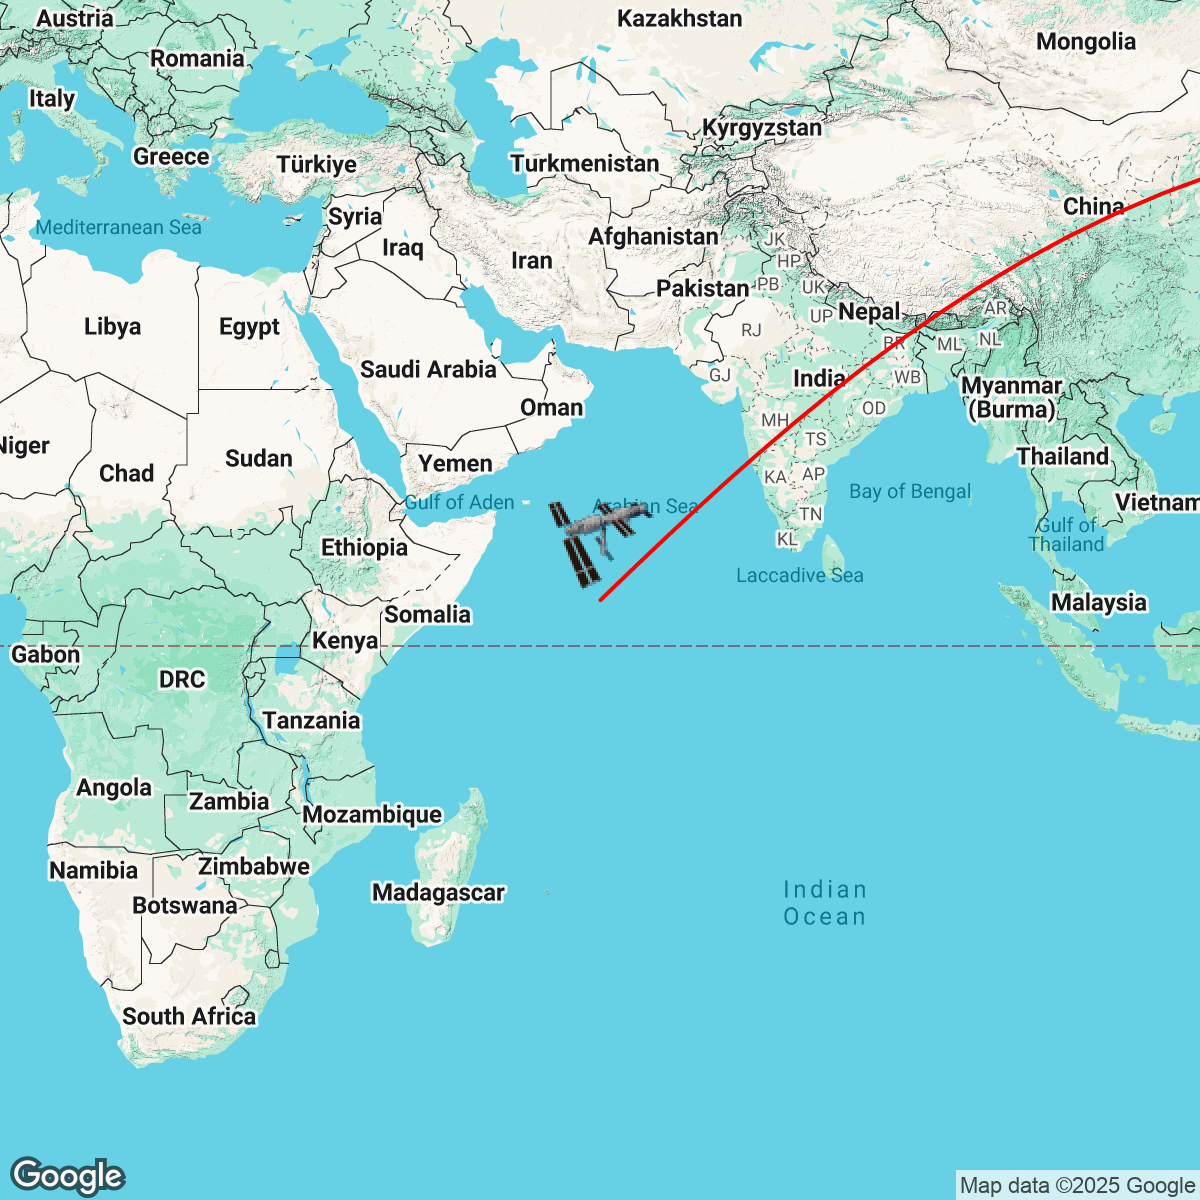 Austria
Kazakhstan
Mongolia
Romania
Italy
Kyrgyzstan
Greece
Türkiye
Turkmenistan
China
Syria
Mediterranean Sea
Afghanistan
JK
Iraq
Iran
HP
Pakistan
PB
UK
Nepal
AR
UP
Libya
Egypt
RJ
BR
ML
NL
Saudi Arabia
GJ
India
WB
Myanmar
(Burma)
Oman
OD
MH
Niger
TS
Sudan
Yemen
Thailand
Chad
KA
AP
Bay of Bengal
Gulf of Aden
Arabian Sea
Vietnam
TN
Gulf of
Thailand
Ethiopia
KL
Laccadive Sea
Malaysia
Somalia
Kenya
Gabon
DRC
Tanzania
Angola
Zambia
Mozambique
Namibia
Zimbabwe
Madagascar
Indian
Ocean
Botswana
South Africa
Google
Map data ©2025 Google